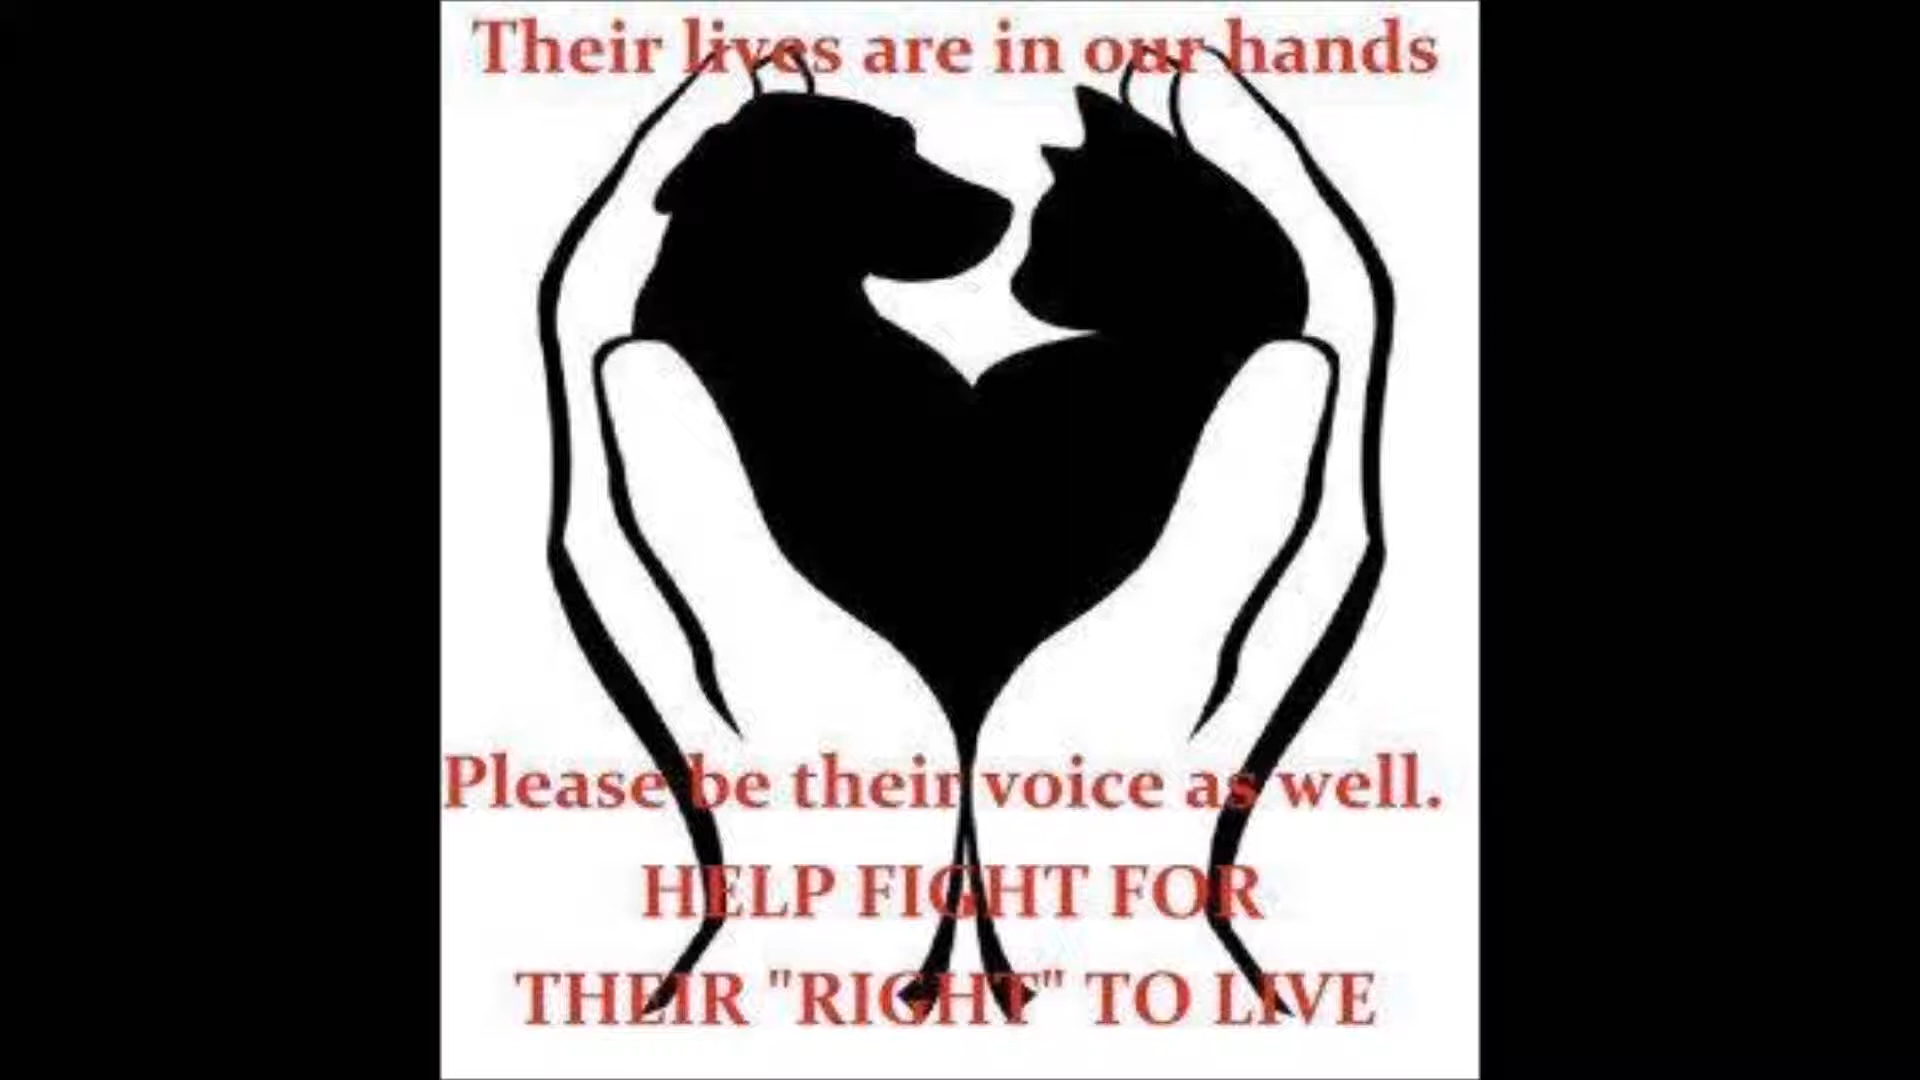 Their lives are in our hands
Please be their voice as well.
HELP FIGHT FOR
THEIR "RIGHT" TO LIVE